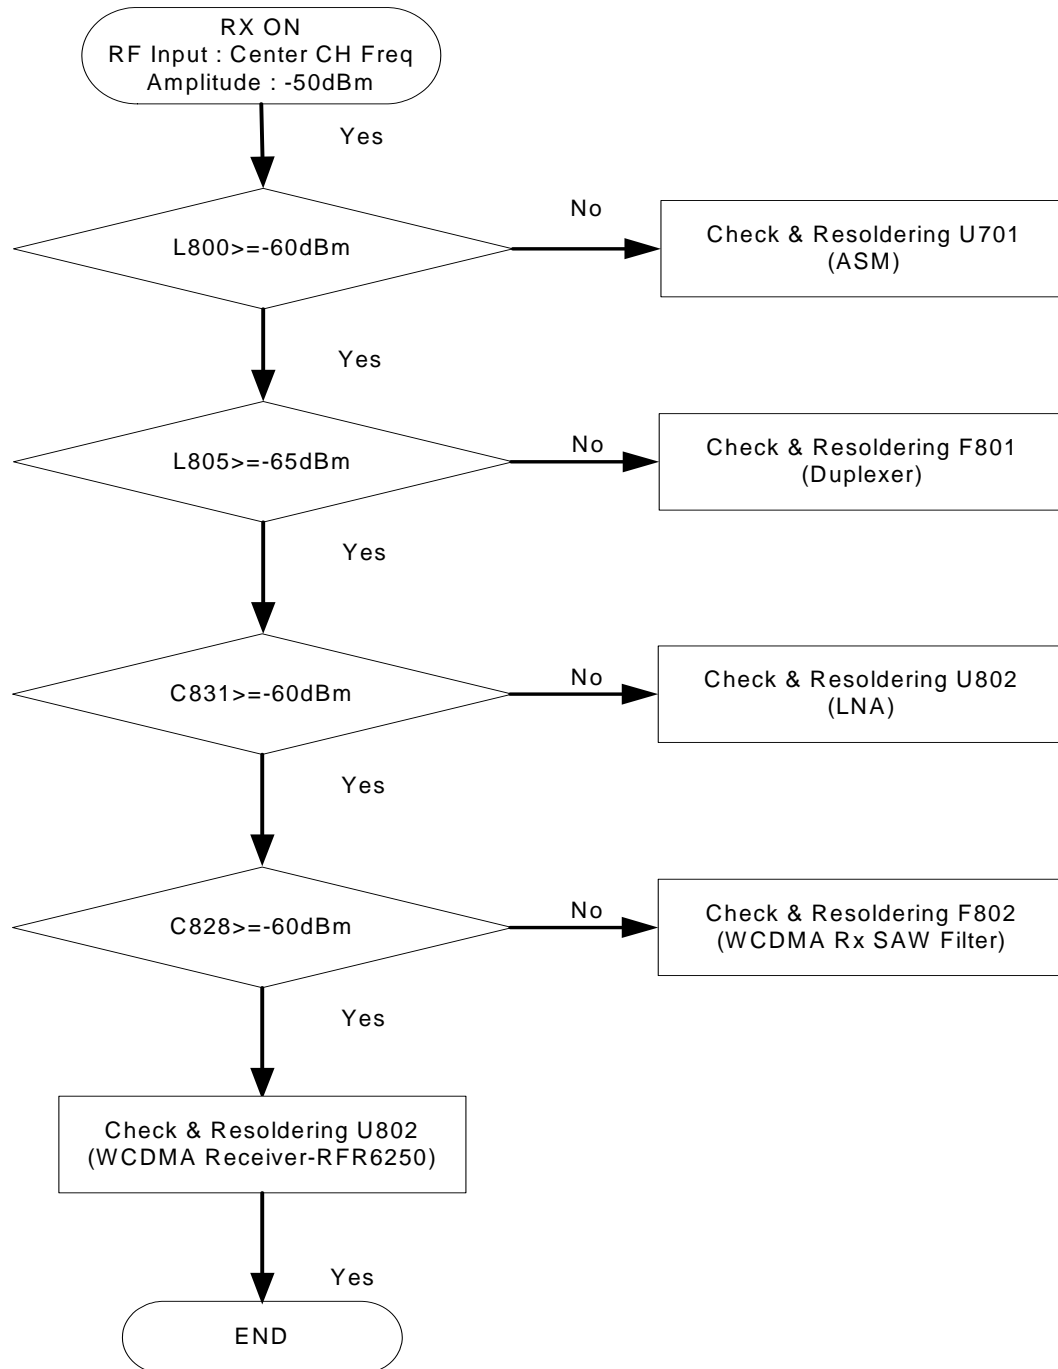 RX ON
RF Input : Center CH Freq
Amplitude : -50dBm
Yes
L800>=-60dBm
No
Check & Resoldering U701
(ASM)
Yes
L805>=-65dBm
No
Check & Resoldering F801
(Duplexer)
Yes
C831>=-60dBm
No
Check & Resoldering U802
(LNA)
Yes
C828>=-60dBm
No
Check & Resoldering F802
(WCDMA Rx SAW Filter)
Yes
Check & Resoldering U802
(WCDMA Receiver-RFR6250)
Yes
END